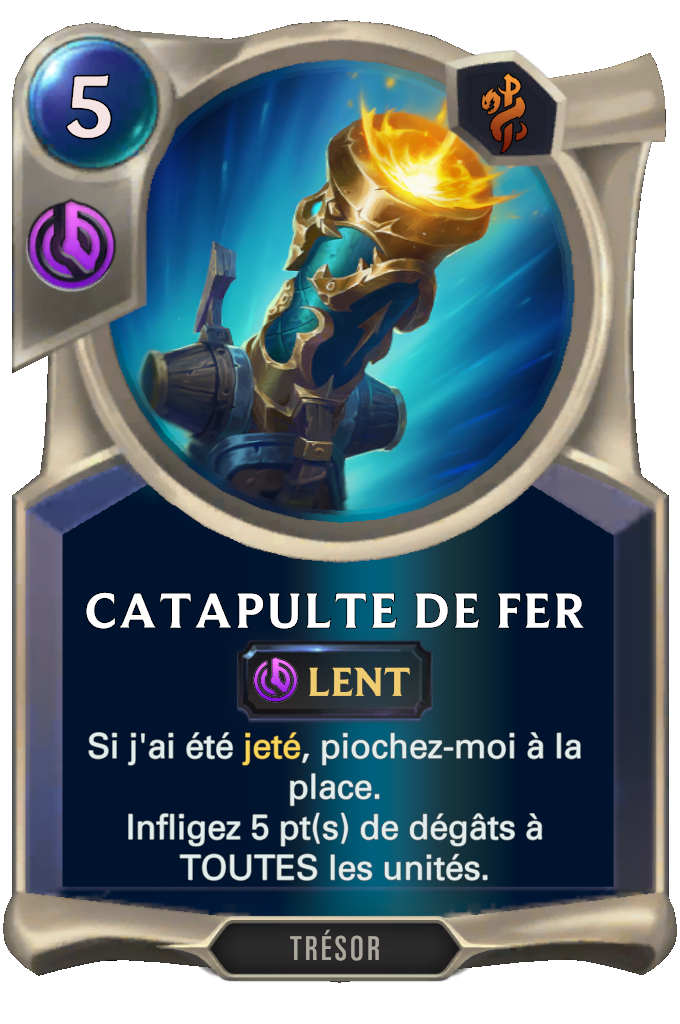 5
CATAPULTE DE FER
LENT
Si j'ai été jeté, piochez-moi à la
place.
Infligez 5 pt(s) de dégâts à
TOUTES les unités.
TRÉSOR